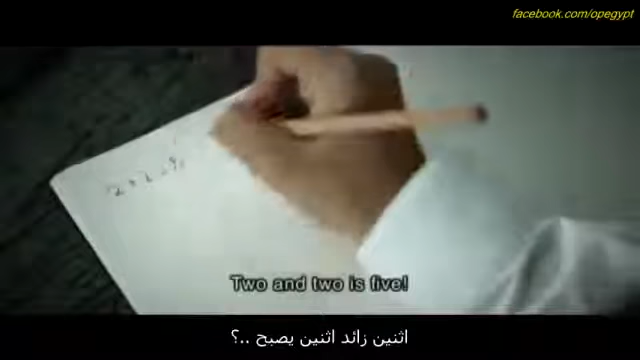 facebook.com/opegypt
Two and two is five!
اثنين زائد اثنين يصبح ..؟